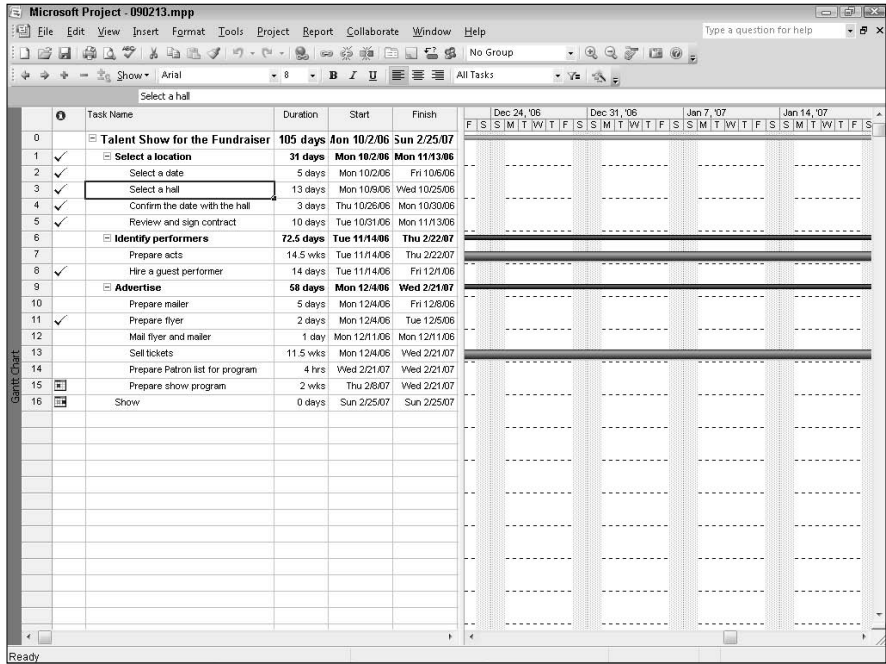 Microsoft Project - 090213.mpp
File Edit View Insert Format Tools Project Report Collaborate Window Help Type a question for help
No Group
Show Arial 8 B I U All Tasks
Select a hall
Task Name Duration Start Finish Dec 24, '06 Dec 31, '06 Jan 7, '07 Jan 14, '07
F S S M T W T F S S M T W T F S S M T W T F S S M T W T F S
0 Talent Show for the Fundraiser 105 days Mon 10/2/06 Sun 2/25/07
1 Select a location 31 days Mon 10/2/06 Mon 11/13/06
2 Select a date 5 days Mon 10/2/06 Fri 10/6/06
3 Select a hall 13 days Mon 10/9/06 Wed 10/25/06
4 Confirm the date with the hall 3 days Thu 10/26/06 Mon 10/30/06
5 Review and sign contract 10 days Tue 10/31/06 Mon 11/13/06
6 Identify performers 72.5 days Tue 11/14/06 Thu 2/22/07
7 Prepare acts 14.5 wks Tue 11/14/06 Thu 2/22/07
8 Hire a guest performer 14 days Tue 11/14/06 Fri 12/1/06
9 Advertise 58 days Mon 12/4/06 Wed 2/21/07
10 Prepare mailer 5 days Mon 12/4/06 Fri 12/8/06
11 Prepare flyer 2 days Mon 12/4/06 Tue 12/5/06
12 Mail flyer and mailer 1 day Mon 12/11/06 Mon 12/11/06
13 Sell tickets 11.5 wks Mon 12/4/06 Wed 2/21/07
14 Prepare Patron list for program 4 hrs Wed 2/21/07 Wed 2/21/07
15 Prepare show program 2 wks Thu 2/8/07 Wed 2/21/07
16 Show 0 days Sun 2/25/07 Sun 2/25/07
Gantt Chart
Ready